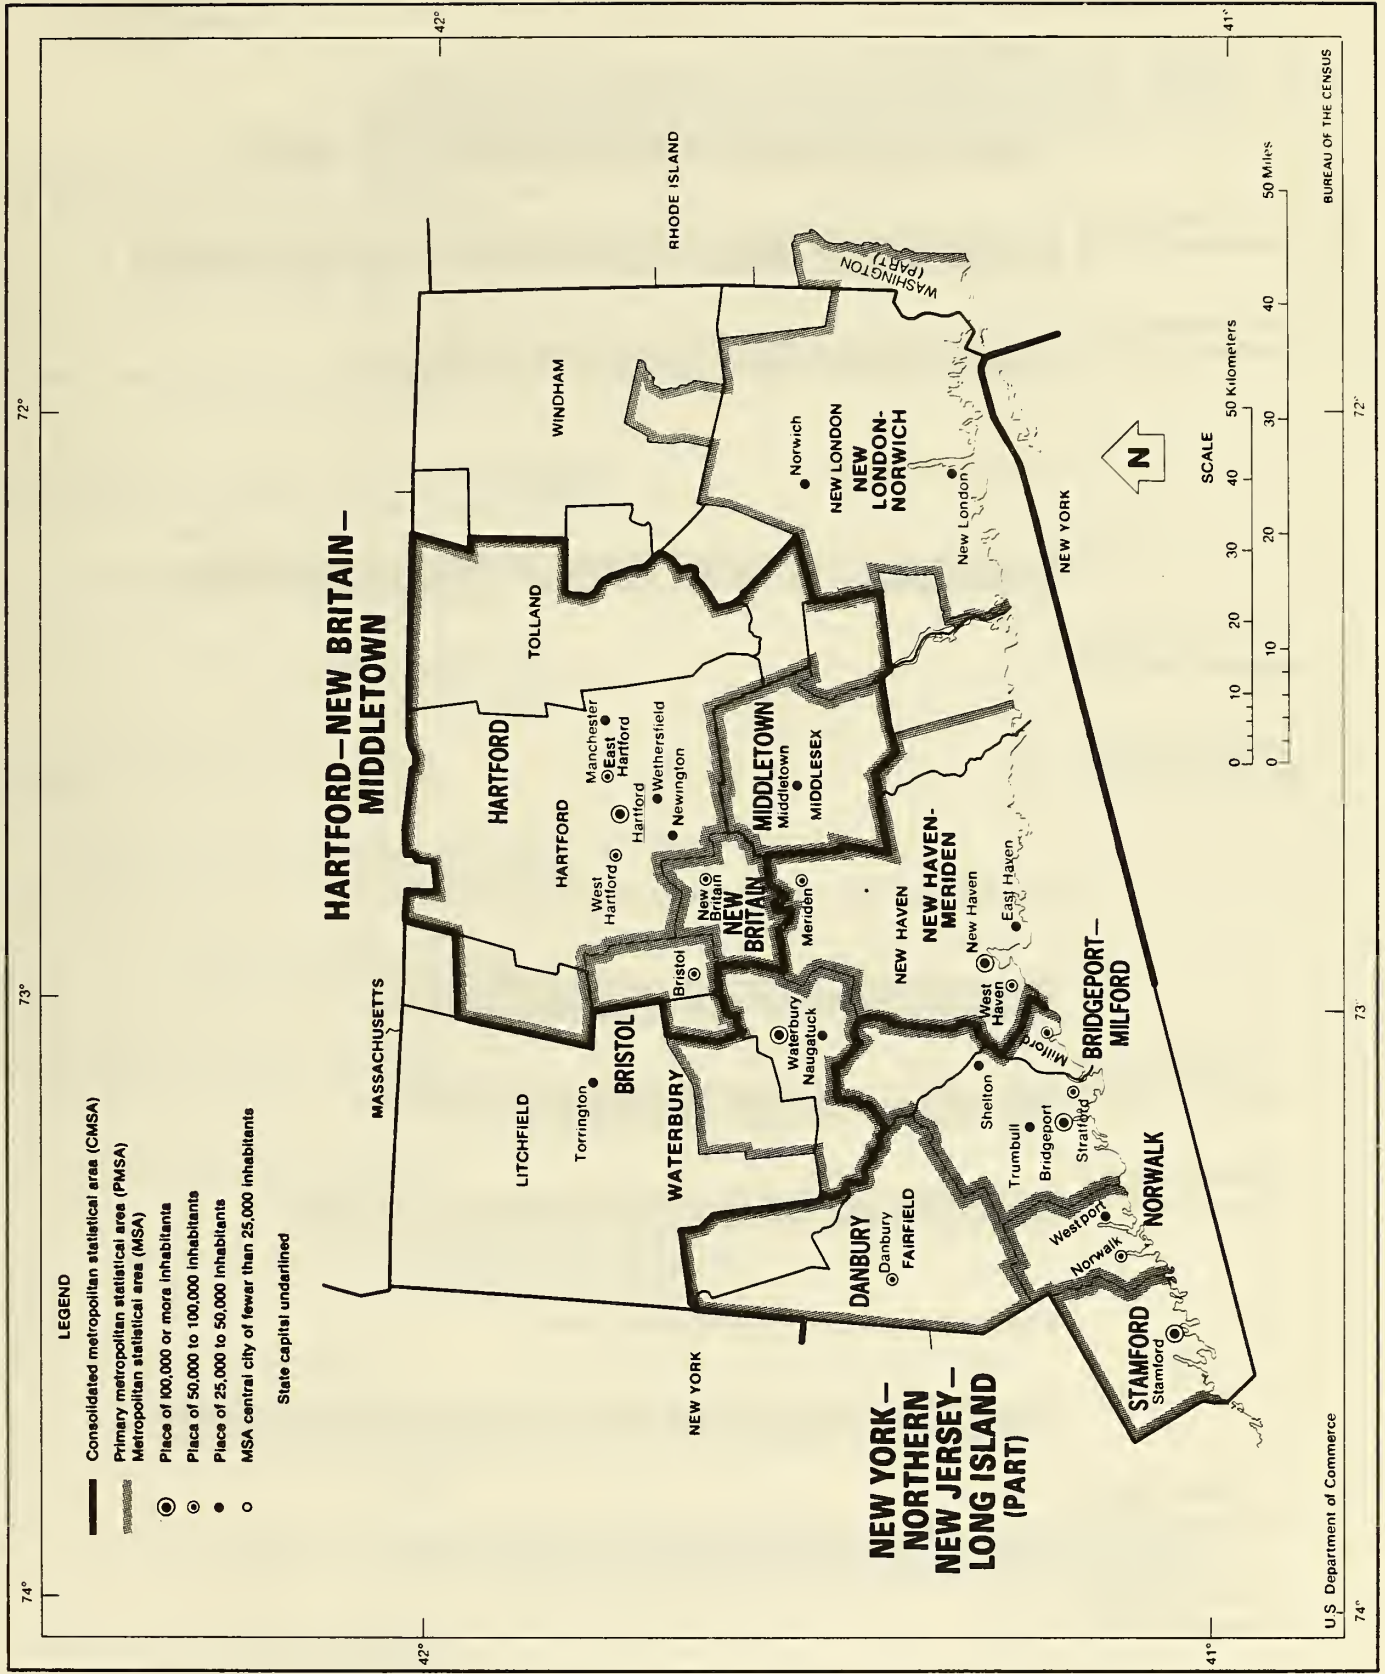 LEGEND
Consolidated metropolitan statistical area (CMSA)
Primary metropolitan statistical area (PMSA)
Metropolitan statistical area (MSA)
Place of 100,000 or more inhabitants
Place of 50,000 to 100,000 inhabitants
Place of 25,000 to 50,000 inhabitants
MSA central city of fewer than 25,000 inhabitants
State capital underlined
74°
73°
72°
42°
42°
41°
41°
74°
73°
72°
HARTFORD—NEW BRITAIN—
MIDDLETOWN
MASSACHUSETTS
RHODE ISLAND
NEW YORK
NEW YORK
LITCHFIELD
Torrington
BRISTOL
Bristol
WATERBURY
Waterbury
Naugatuck
HARTFORD
HARTFORD
West
Hartford
Hartford
Manchester
East
Hartford
Wethersfield
Newington
New
Britain
NEW
BRITAIN
TOLLAND
WINDHAM
MIDDLETOWN
Middletown
MIDDLESEX
Meriden
Norwich
NEW LONDON
NEW
LONDON-
NORWICH
New London
WASHINGTON
(PART)
NEW HAVEN
NEW HAVEN-
MERIDEN
New Haven
East Haven
West
Haven
Milford
BRIDGEPORT—
MILFORD
Shelton
Trumbull
Bridgeport
Stratford
DANBURY
Danbury
FAIRFIELD
Westport
Norwalk
NORWALK
STAMFORD
Stamford
NEW YORK—
NORTHERN
NEW JERSEY—
LONG ISLAND
(PART)
N
SCALE
0 10 20 30 40 50 Kilometers
0 10 20 30 40 50 Miles
U.S Department of Commerce
BUREAU OF THE CENSUS